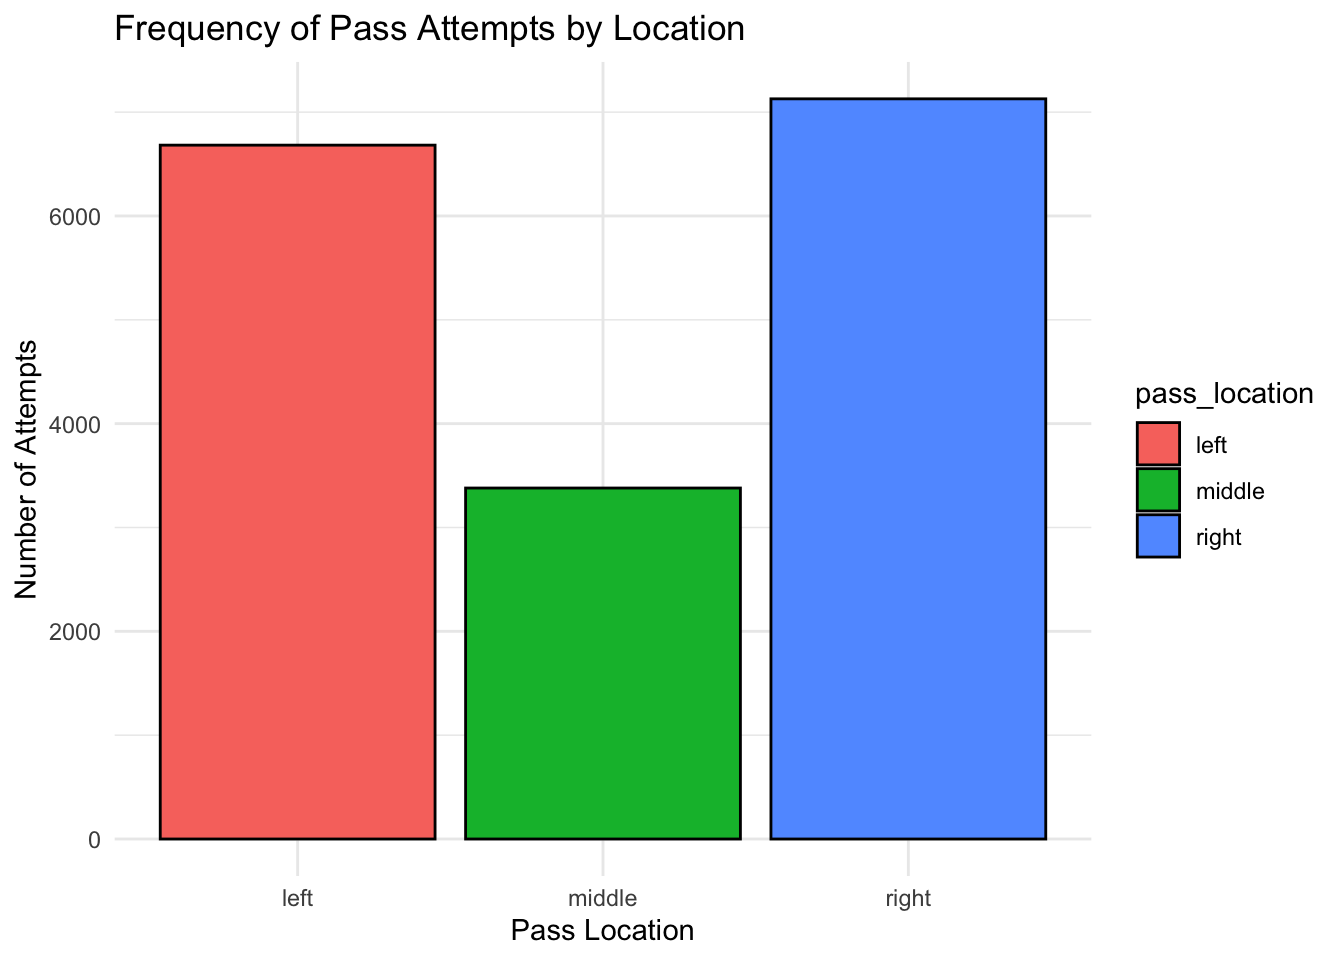 Frequency of Pass Attempts by Location
Number of Attempts
6000
4000
2000
0
left
middle
right
Pass Location
pass_location
left
middle
right